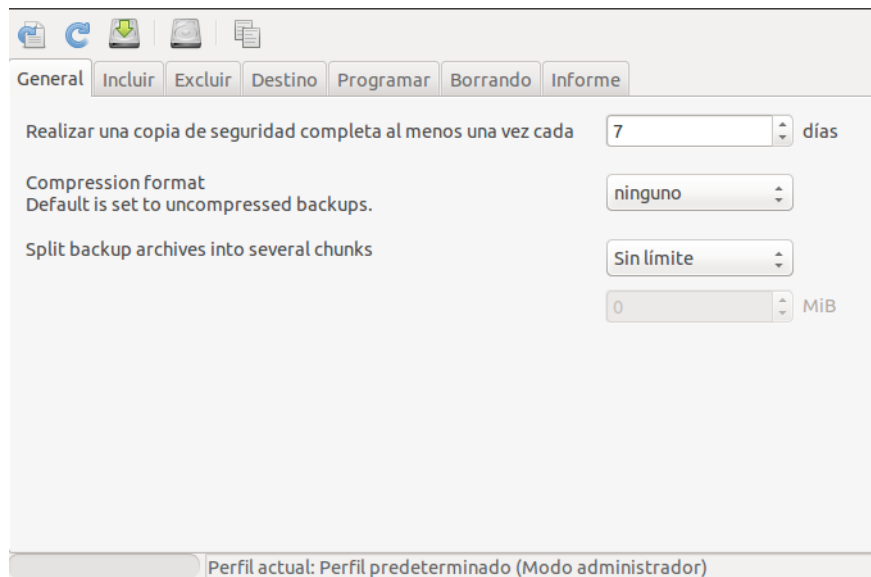 General Incluir Excluir Destino Programar Borrando Informe
Realizar una copia de seguridad completa al menos una vez cada 7 días
Compression format
Default is set to uncompressed backups.
ninguno
Split backup archives into several chunks Sin límite
0 MiB
Perfil actual: Perfil predeterminado (Modo administrador)